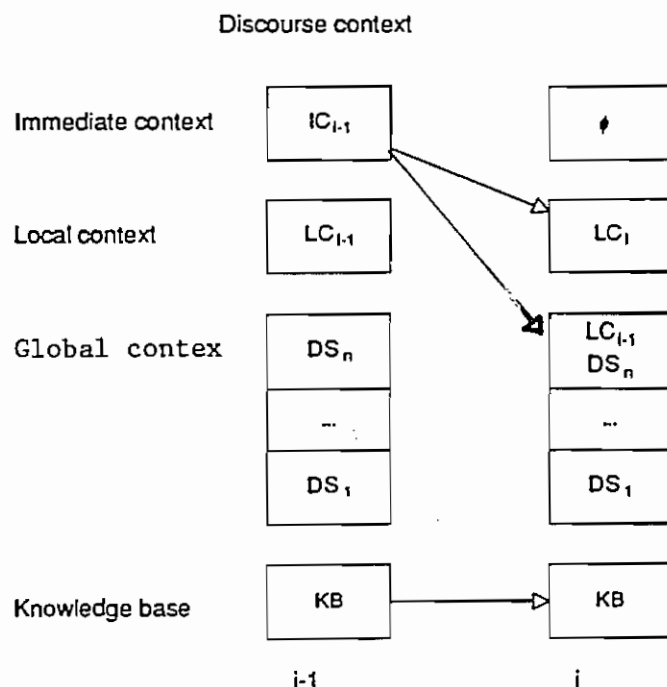 Discourse context
Immediate context IC i-1 ϕ
Local context LC i-1 LC i
Global contex DS n LC i-1
DS n
... ...
DS 1 DS 1
Knowledge base KB KB
i-1 i